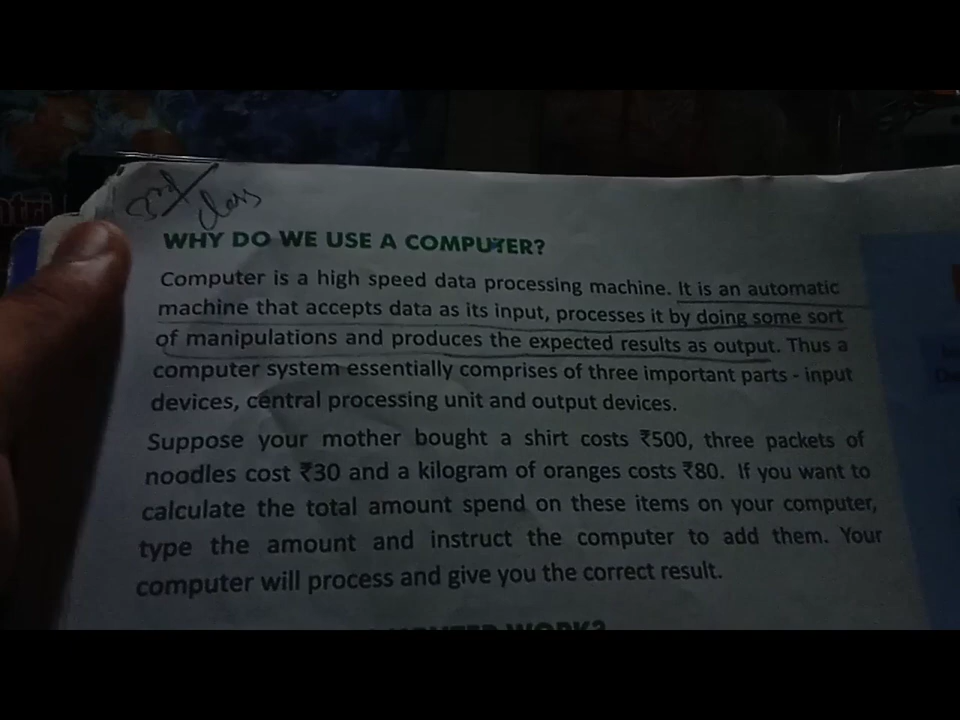 3rd class
WHY DO WE USE A COMPUTER?
Computer is a high speed data processing machine. It is an automatic
machine that accepts data as its input, processes it by doing some sort
of manipulations and produces the expected results as output. Thus a
computer system essentially comprises of three important parts - input
devices, central processing unit and output devices.
Suppose your mother bought a shirt costs ₹500, three packets of
noodles cost ₹30 and a kilogram of oranges costs ₹80. If you want to
calculate the total amount spend on these items on your computer,
type the amount and instruct the computer to add them. Your
computer will process and give you the correct result.
WORK?